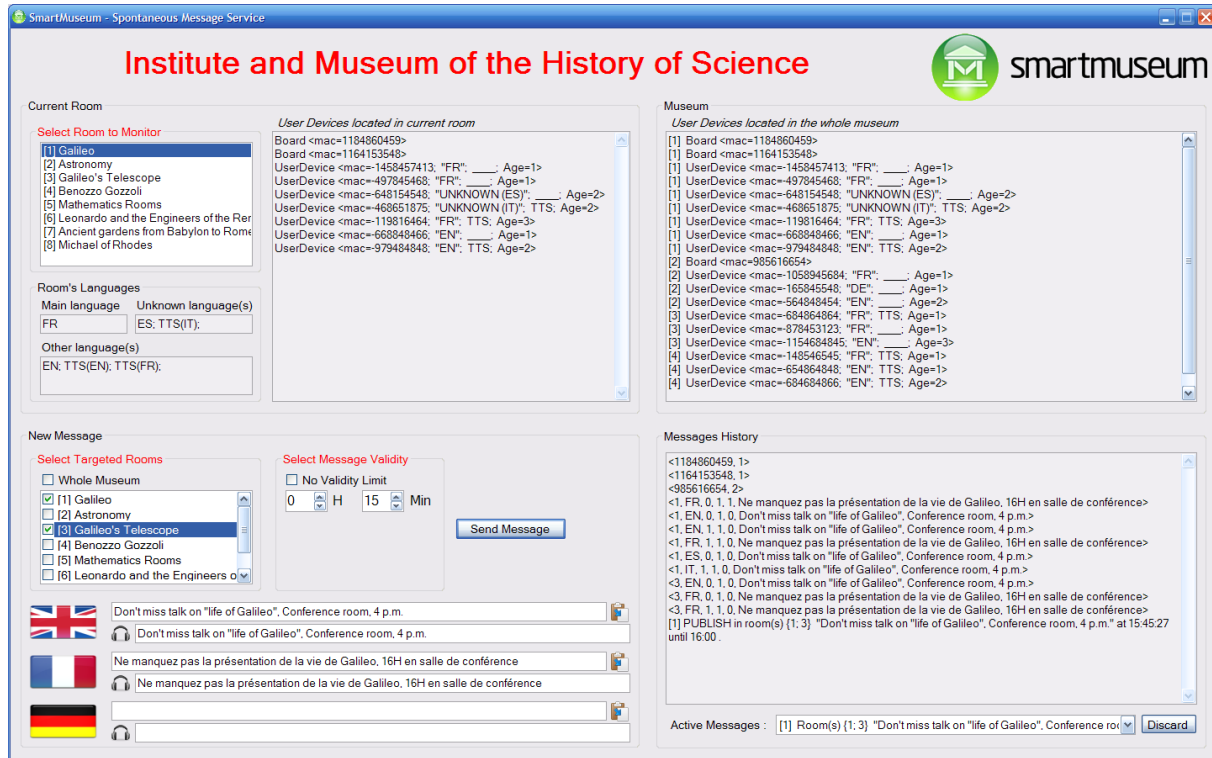 SmartMuseum - Spontaneous Message Service
Institute and Museum of the History of Science
smartmuseum
Current Room
Select Room to Monitor
[1] Galileo
[2] Astronomy
[3] Galileo's Telescope
[4] Benozzo Gozzoli
[5] Mathematics Rooms
[6] Leonardo and the Engineers of the Rer
[7] Ancient gardens from Babylon to Rome
[8] Michael of Rhodes
Room's Languages
Main language Unknown language(s)
FR ES; TTS(IT);
Other language(s)
EN; TTS(EN); TTS(FR);
User Devices located in current room
Board <mac=1184860459>
Board <mac=1164153548>
UserDevice <mac=-1458457413; "FR"; ____; Age=1>
UserDevice <mac=-497845468; "FR"; ____; Age=1>
UserDevice <mac=-648154548; "UNKNOWN (ES)"; ____; Age=2>
UserDevice <mac=-468651875; "UNKNOWN (IT)"; TTS; Age=2>
UserDevice <mac=-119816464; "FR"; TTS; Age=3>
UserDevice <mac=-668848466; "EN"; ____; Age=1>
UserDevice <mac=-979484848; "EN"; TTS; Age=2>
Museum
User Devices located in the whole museum
[1] Board <mac=1184860459>
[1] Board <mac=1164153548>
[1] UserDevice <mac=-1458457413; "FR"; ____; Age=1>
[1] UserDevice <mac=-497845468; "FR"; ____; Age=1>
[1] UserDevice <mac=-648154548; "UNKNOWN (ES)"; ____; Age=2>
[1] UserDevice <mac=-468651875; "UNKNOWN (IT)"; TTS; Age=2>
[1] UserDevice <mac=-119816464; "FR"; TTS; Age=3>
[1] UserDevice <mac=-668848466; "EN"; ____; Age=1>
[1] UserDevice <mac=-979484848; "EN"; TTS; Age=2>
[2] Board <mac=985616654>
[2] UserDevice <mac=-1058945684; "FR"; ____; Age=1>
[2] UserDevice <mac=-165845548; "DE"; ____; Age=1>
[2] UserDevice <mac=-564848454; "EN"; ____; Age=2>
[3] UserDevice <mac=-684864864; "FR"; TTS; Age=1>
[3] UserDevice <mac=-878453123; "FR"; ____; Age=1>
[3] UserDevice <mac=-1154684845; "EN"; ____; Age=3>
[4] UserDevice <mac=-148546545; "FR"; TTS; Age=1>
[4] UserDevice <mac=-654864848; "EN"; TTS; Age=1>
[4] UserDevice <mac=-684684866; "EN"; TTS; Age=2>
New Message
Select Targeted Rooms
Whole Museum
[1] Galileo
[2] Astronomy
[3] Galileo's Telescope
[4] Benozzo Gozzoli
[5] Mathematics Rooms
[6] Leonardo and the Engineers o
Select Message Validity
No Validity Limit
0 H 15 Min
Send Message
Don't miss talk on "life of Galileo", Conference room, 4 p.m.
Don't miss talk on "life of Galileo", Conference room, 4 p.m.
Ne manquez pas la présentation de la vie de Galileo, 16H en salle de conférence
Ne manquez pas la présentation de la vie de Galileo, 16H en salle de conférence
Messages History
<1184860459, 1>
<1164153548, 1>
<985616654, 2>
<1, FR, 0, 1, 1, Ne manquez pas la présentation de la vie de Galileo, 16H en salle de conférence>
<1, EN, 0, 1, 0, Don't miss talk on "life of Galileo", Conference room, 4 p.m.>
<1, EN, 1, 1, 0, Don't miss talk on "life of Galileo", Conference room, 4 p.m.>
<1, FR, 1, 1, 0, Ne manquez pas la présentation de la vie de Galileo, 16H en salle de conférence>
<1, ES, 0, 1, 0, Don't miss talk on "life of Galileo", Conference room, 4 p.m.>
<1, IT, 1, 1, 0, Don't miss talk on "life of Galileo", Conference room, 4 p.m.>
<3, EN, 0, 1, 0, Don't miss talk on "life of Galileo", Conference room, 4 p.m.>
<3, FR, 0, 1, 0, Ne manquez pas la présentation de la vie de Galileo, 16H en salle de conférence>
<3, FR, 1, 1, 0, Ne manquez pas la présentation de la vie de Galileo, 16H en salle de conférence>
[1] PUBLISH in room(s) {1; 3} "Don't miss talk on "life of Galileo", Conference room, 4 p.m." at 15:45:27
until 16:00 .
Active Messages : [1] Room(s) {1; 3} "Don't miss talk on "life of Galileo", Conference roo Discard